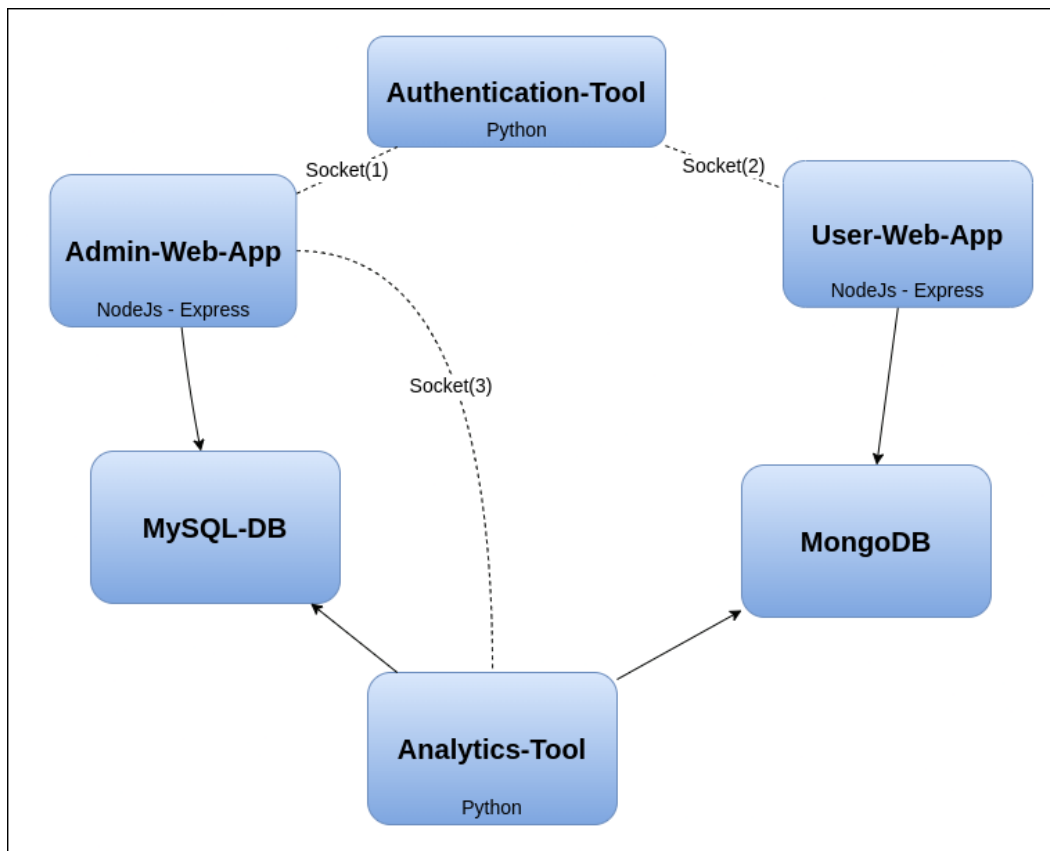 Authentication-Tool
Python
Socket(1)
Socket(2)
Admin-Web-App
NodeJs - Express
User-Web-App
NodeJs - Express
Socket(3)
MySQL-DB
MongoDB
Analytics-Tool
Python